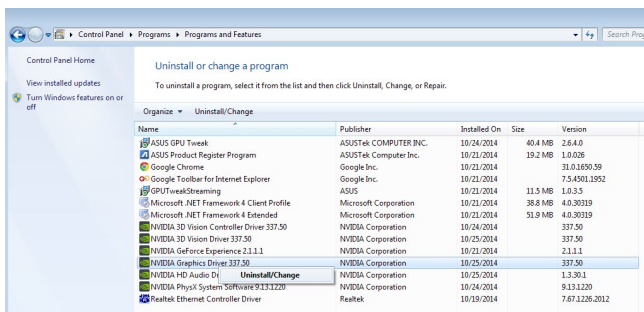 Control Panel ▸ Programs ▸ Programs and Features
Search Pro
Control Panel Home
View installed updates
Turn Windows features on or
off
Uninstall or change a program
To uninstall a program, select it from the list and then click Uninstall, Change, or Repair.
Organize Uninstall/Change
Name Publisher Installed On Size Version
ASUS GPU Tweak ASUSTek COMPUTER INC. 10/24/2014 40.4 MB 2.6.4.0
ASUS Product Register Program ASUSTek Computer Inc. 10/21/2014 19.2 MB 1.0.026
Google Chrome Google Inc. 10/21/2014 31.0.1650.59
Google Toolbar for Internet Explorer Google Inc. 10/21/2014 7.5.4501.1952
GPUTweakStreaming ASUS 10/21/2014 11.5 MB 1.0.3.5
Microsoft .NET Framework 4 Client Profile Microsoft Corporation 10/21/2014 38.8 MB 4.0.30319
Microsoft .NET Framework 4 Extended Microsoft Corporation 10/21/2014 51.9 MB 4.0.30319
NVIDIA 3D Vision Controller Driver 337.50 NVIDIA Corporation 10/24/2014 337.50
NVIDIA 3D Vision Driver 337.50 NVIDIA Corporation 10/25/2014 337.50
NVIDIA GeForce Experience 2.1.1.1 NVIDIA Corporation 10/21/2014 2.1.1.1
NVIDIA Graphics Driver 337.50 NVIDIA Corporation 10/25/2014 337.50
NVIDIA HD Audio Dr Uninstall/Change NVIDIA Corporation 10/25/2014 1.3.30.1
NVIDIA PhysX System Software 9.13.1220 NVIDIA Corporation 10/24/2014 9.13.1220
Realtek Ethernet Controller Driver Realtek 10/19/2014 7.67.1226.2012